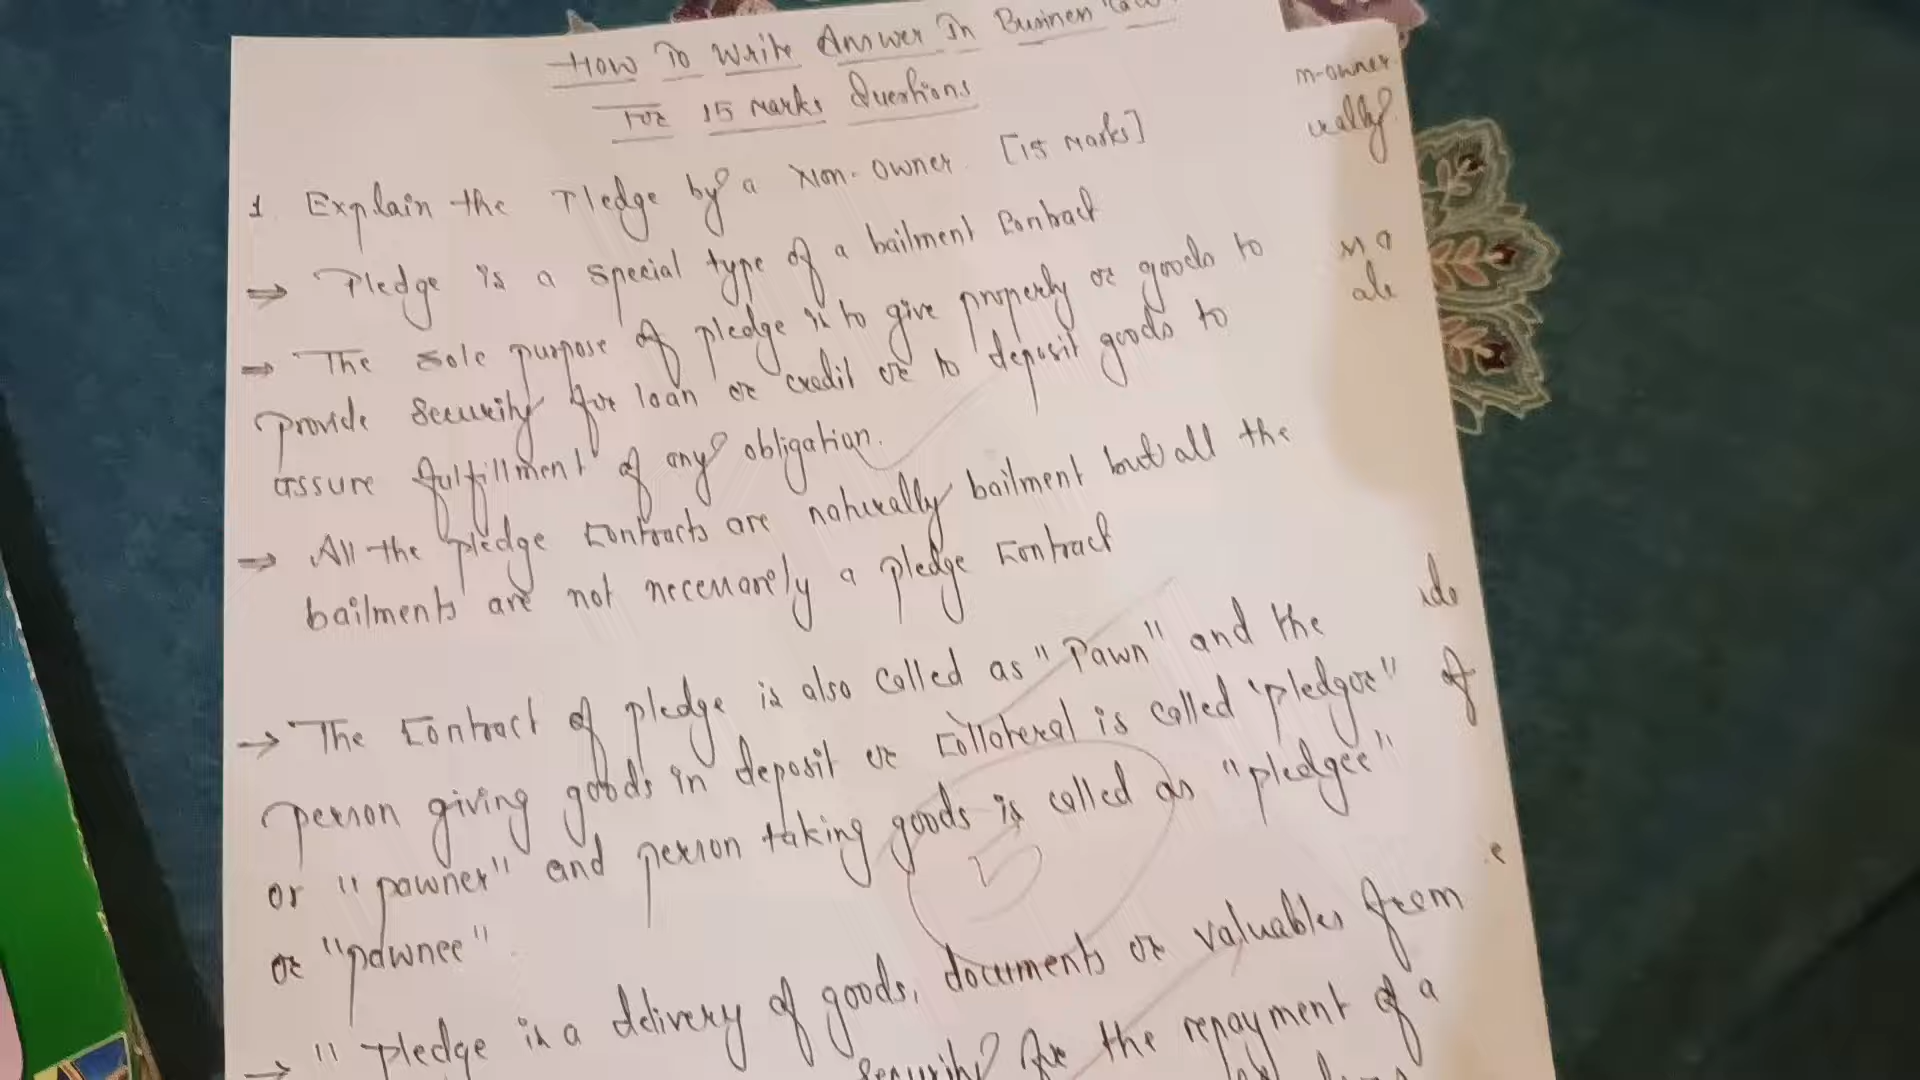 How To Write Answer In Business Law
For 15 Marks Questions
1. Explain the Pledge by a Non-Owner. [15 Marks]
⇒ Pledge is a special type of a bailment Contract
⇒ The sole purpose of pledge is to give property or goods to
provide security for loan or credit or to deposit goods to
assure fulfillment of any obligation.
⇒ All the pledge Contracts are naturally bailment but all the
bailments are not necessarely a pledge Contract
→ The Contract of pledge is also called as "Pawn" and the
person giving goods in deposit or Collateral is called "pledgor"
or "pawner" and person taking goods is called as "pledgee"
or "pawnee"
→ "Pledge is a delivery of goods, documents or valuables from
security for the repayment of a
15
m-owner
of